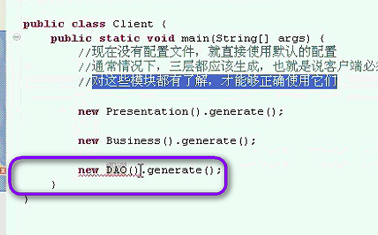 public class Client {
public static void main(String[] args) {
//现在没有配置文件，就直接使用默认的配置
//通常情况下，三层都应该生成，也就是说客户端必
//对这些模块都有了解，才能够正确使用它们
new Presentation().generate();
new Business().generate();
new DAO().generate();
}
}